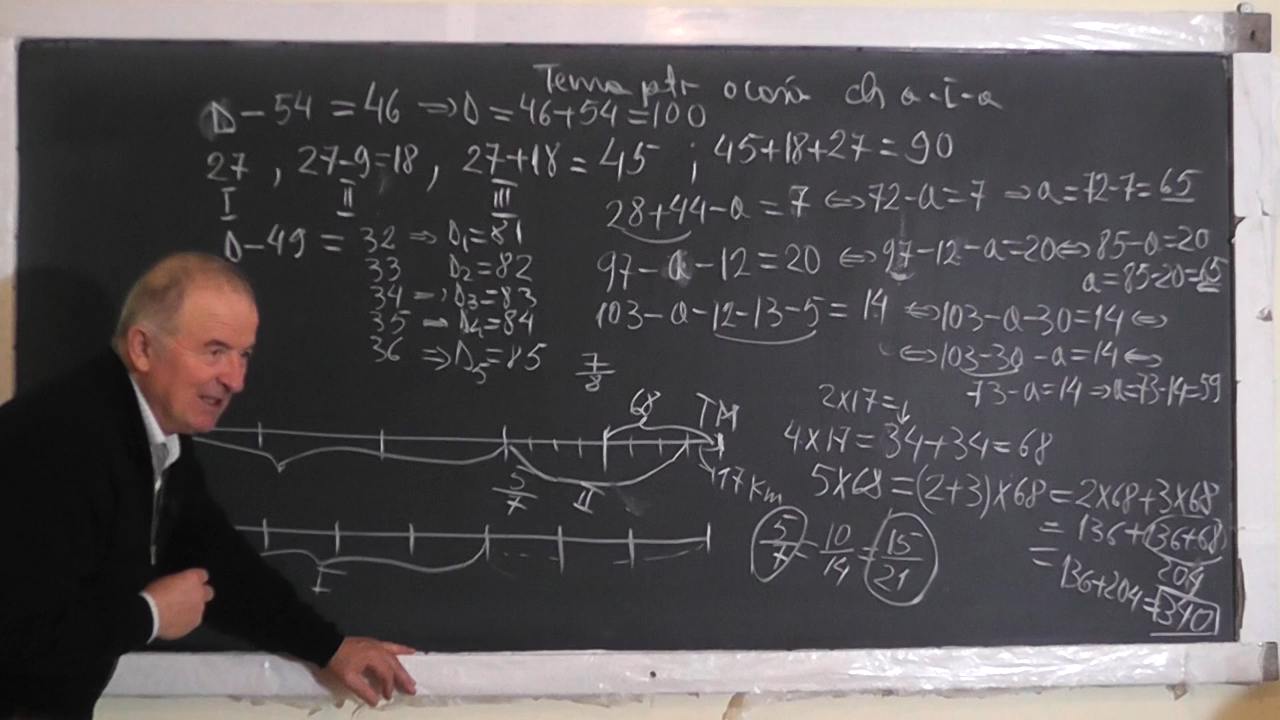 Tema ptr acasă cls a-I-a
D-54=46 ⇒D=46+54=100
27, 27-9=18, 27+18=45; 45+18+27=90
I II III
28+44-a=7 ⇔72-a=7 ⇒a=72-7=65
D-49=32 ⇒ D₁=81
33 D₂=82
34 ⇒ D₃=83
35 - D₄=84
36 ⇒D₅=85
97-a-12=20 ⇔97-12-a=20⇔85-a=20
a=85-20=65
103-a-12-13-5=14 ⇔103-a-30=14⇔
⇔103-30-a=14⇔
73-a=14 ⇒a=73-14=59
7/8
68 TM
17 Km
5/7 II
I
2x17=
4x17=34+34=68
5x68=(2+3)x68=2x68+3x68
=136+(136+68)
204
=136+204=340
5/7=10/14=15/21